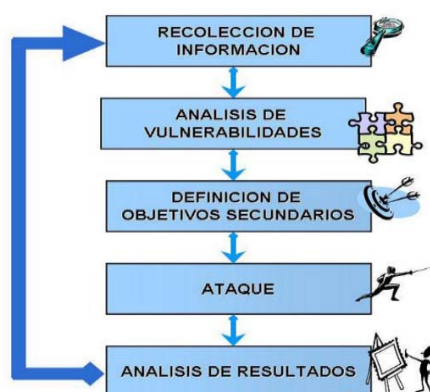 RECOLECCION DE
INFORMACION
ANALISIS DE
VULNERABILIDADES
DEFINICION DE
OBJETIVOS SECUNDARIOS
ATAQUE
ANALISIS DE RESULTADOS